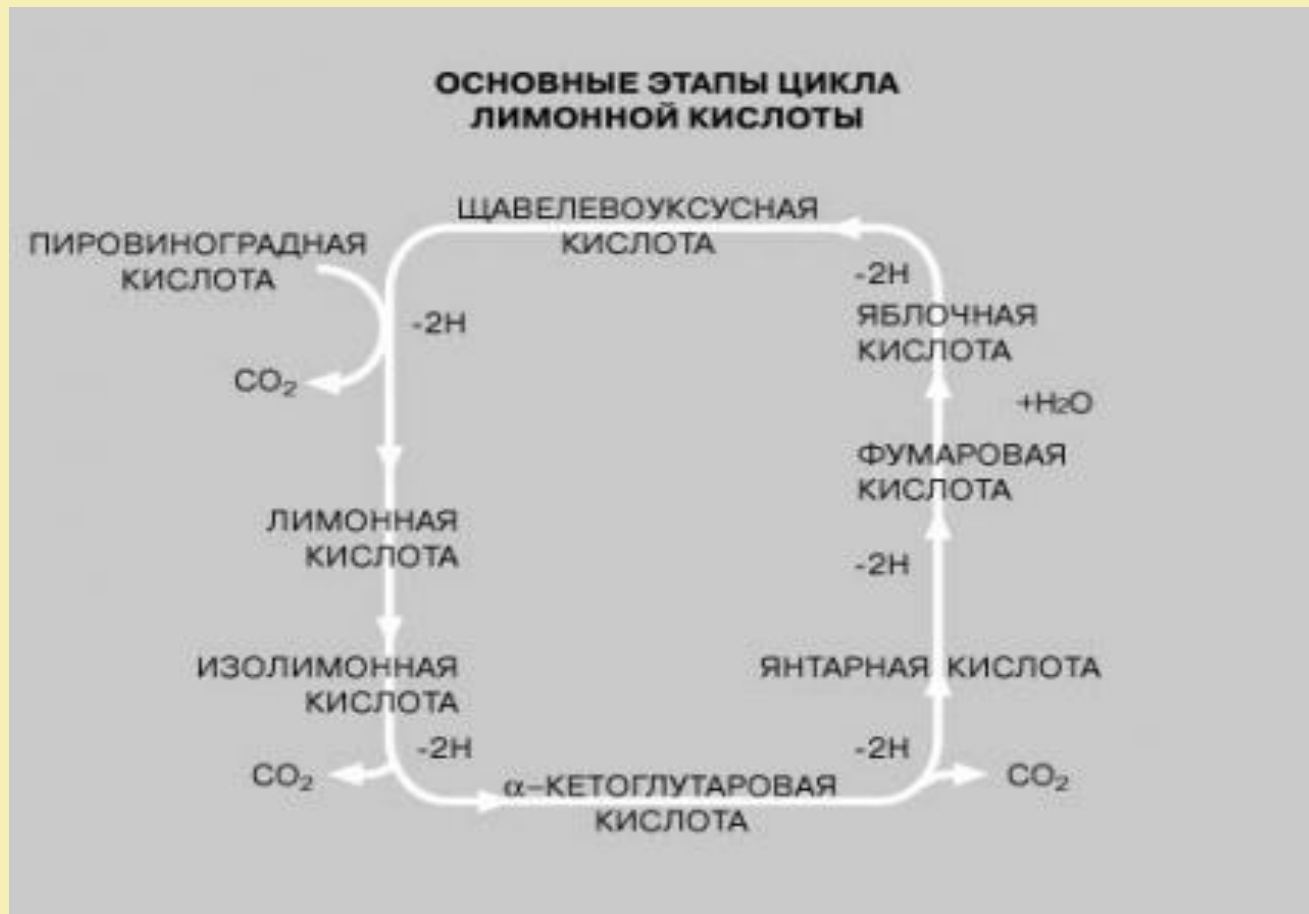 ОСНОВНЫЕ ЭТАПЫ ЦИКЛА
ЛИМОННОЙ КИСЛОТЫ
ЩАВЕЛЕВОУКСУСНАЯ
КИСЛОТА
ПИРОВИНОГРАДНАЯ
КИСЛОТА
-2H
-2H
CO₂
ЯБЛОЧНАЯ
КИСЛОТА
+H₂O
ФУМАРОВАЯ
КИСЛОТА
ЛИМОННАЯ
КИСЛОТА
-2H
ИЗОЛИМОННАЯ
КИСЛОТА
ЯНТАРНАЯ КИСЛОТА
-2H
-2H
CO₂
CO₂
α-КЕТОГЛУТАРОВАЯ
КИСЛОТА